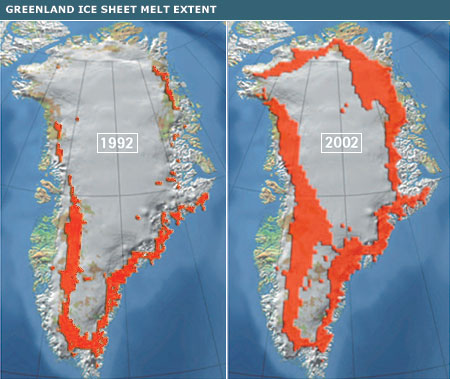 GREENLAND ICE SHEET MELT EXTENT
1992
2002